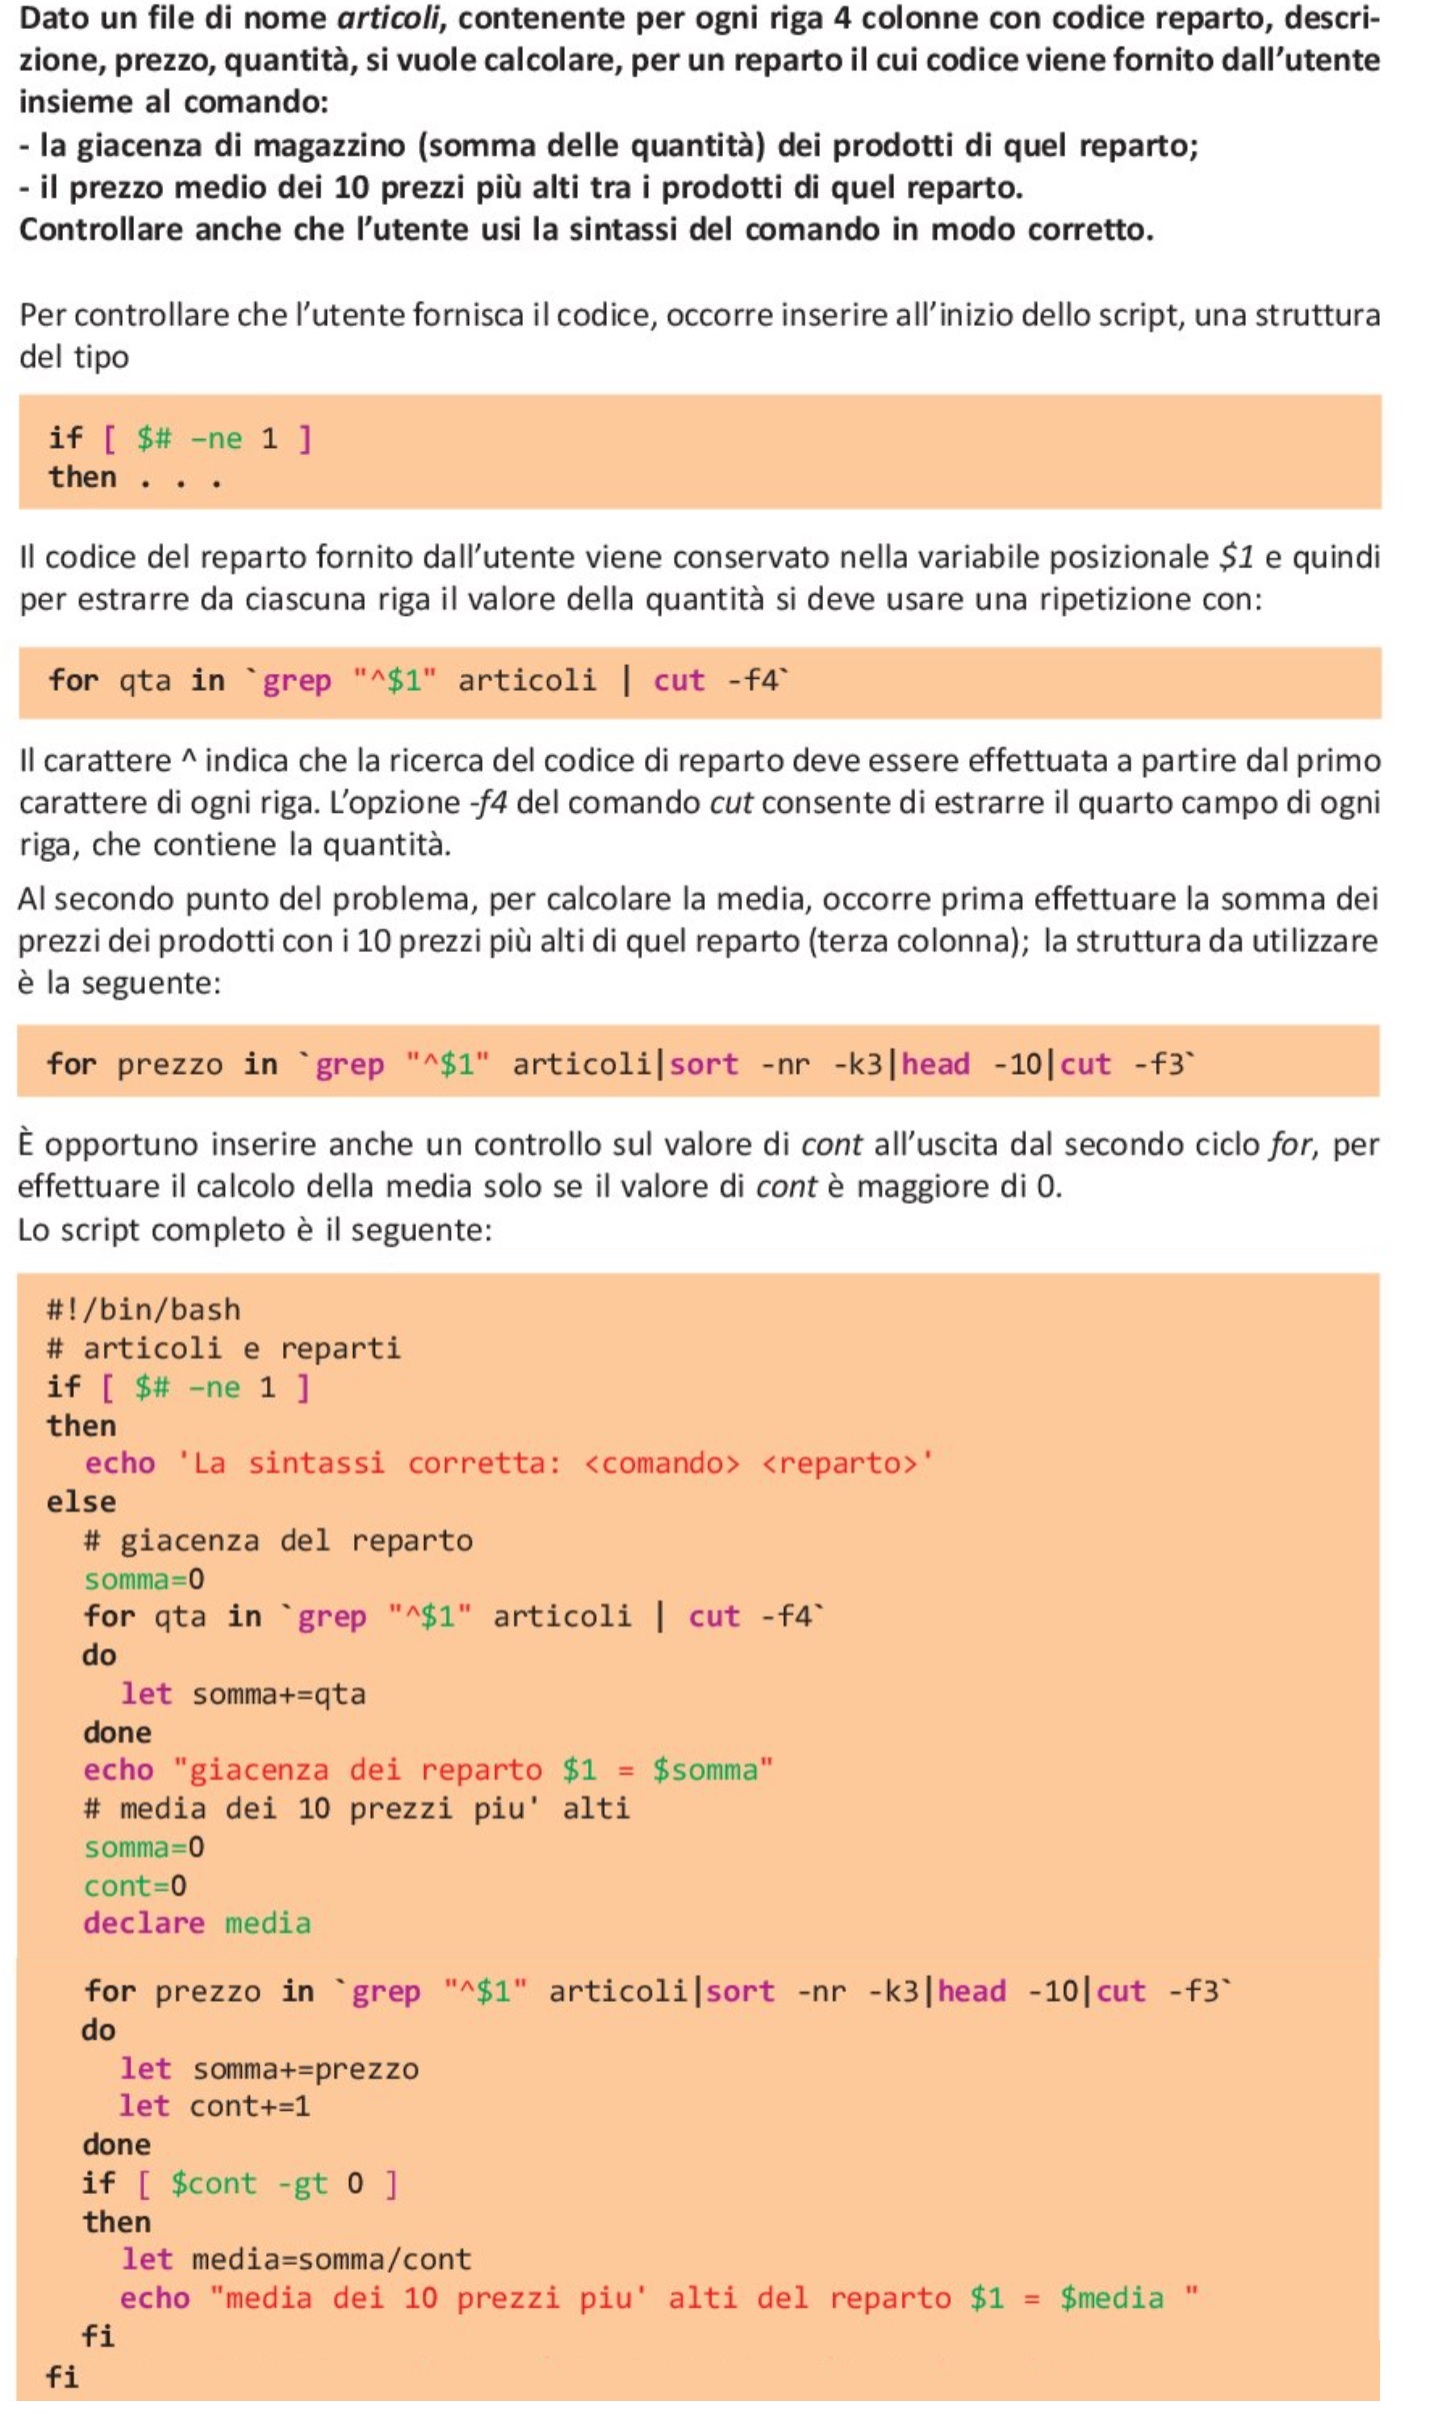 Dato un file di nome articoli, contenente per ogni riga 4 colonne con codice reparto, descri-
zione, prezzo, quantità, si vuole calcolare, per un reparto il cui codice viene fornito dall’utente
insieme al comando:
- la giacenza di magazzino (somma delle quantità) dei prodotti di quel reparto;
- il prezzo medio dei 10 prezzi più alti tra i prodotti di quel reparto.
Controllare anche che l’utente usi la sintassi del comando in modo corretto.
Per controllare che l’utente fornisca il codice, occorre inserire all’inizio dello script, una struttura
del tipo
if [ $# –ne 1 ]
then . . .
Il codice del reparto fornito dall’utente viene conservato nella variabile posizionale $1 e quindi
per estrarre da ciascuna riga il valore della quantità si deve usare una ripetizione con:
for qta in `grep "^$1" articoli | cut -f4`
Il carattere ^ indica che la ricerca del codice di reparto deve essere effettuata a partire dal primo
carattere di ogni riga. L’opzione -f4 del comando cut consente di estrarre il quarto campo di ogni
riga, che contiene la quantità.
Al secondo punto del problema, per calcolare la media, occorre prima effettuare la somma dei
prezzi dei prodotti con i 10 prezzi più alti di quel reparto (terza colonna); la struttura da utilizzare
è la seguente:
for prezzo in `grep "^$1" articoli|sort -nr -k3|head -10|cut -f3`
È opportuno inserire anche un controllo sul valore di cont all’uscita dal secondo ciclo for, per
effettuare il calcolo della media solo se il valore di cont è maggiore di 0.
Lo script completo è il seguente:
#!/bin/bash
# articoli e reparti
if [ $# –ne 1 ]
then
echo 'La sintassi corretta: <comando> <reparto>'
else
# giacenza del reparto
somma=0
for qta in `grep "^$1" articoli | cut -f4`
do
let somma+=qta
done
echo "giacenza dei reparto $1 = $somma"
# media dei 10 prezzi piu' alti
somma=0
cont=0
declare media
for prezzo in `grep "^$1" articoli|sort -nr -k3|head -10|cut -f3`
do
let somma+=prezzo
let cont+=1
done
if [ $cont -gt 0 ]
then
let media=somma/cont
echo "media dei 10 prezzi piu' alti del reparto $1 = $media "
fi
fi